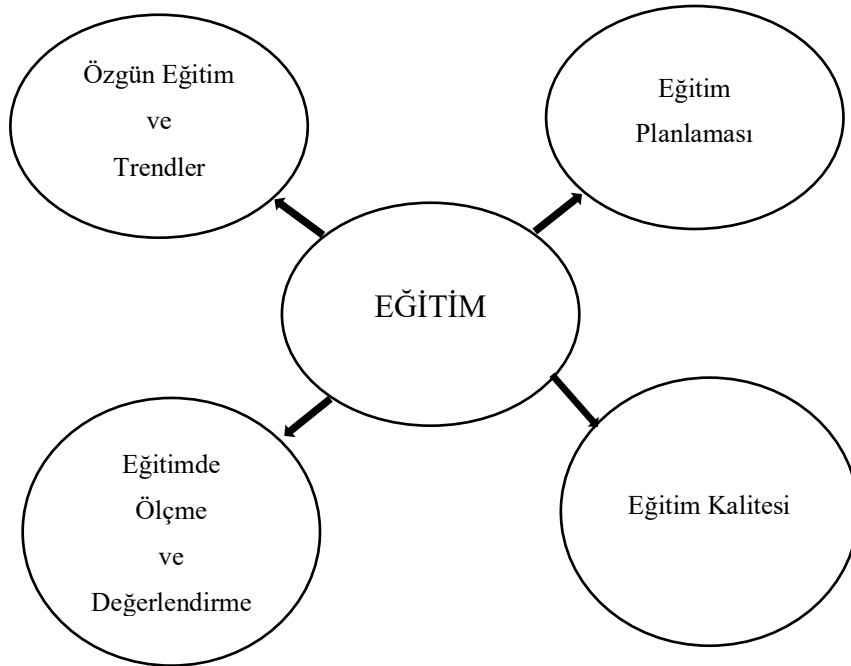 Özgün Eğitim
ve
Trendler
Eğitim
Planlaması
EĞİTİM
Eğitimde
Ölçme
ve
Değerlendirme
Eğitim Kalitesi